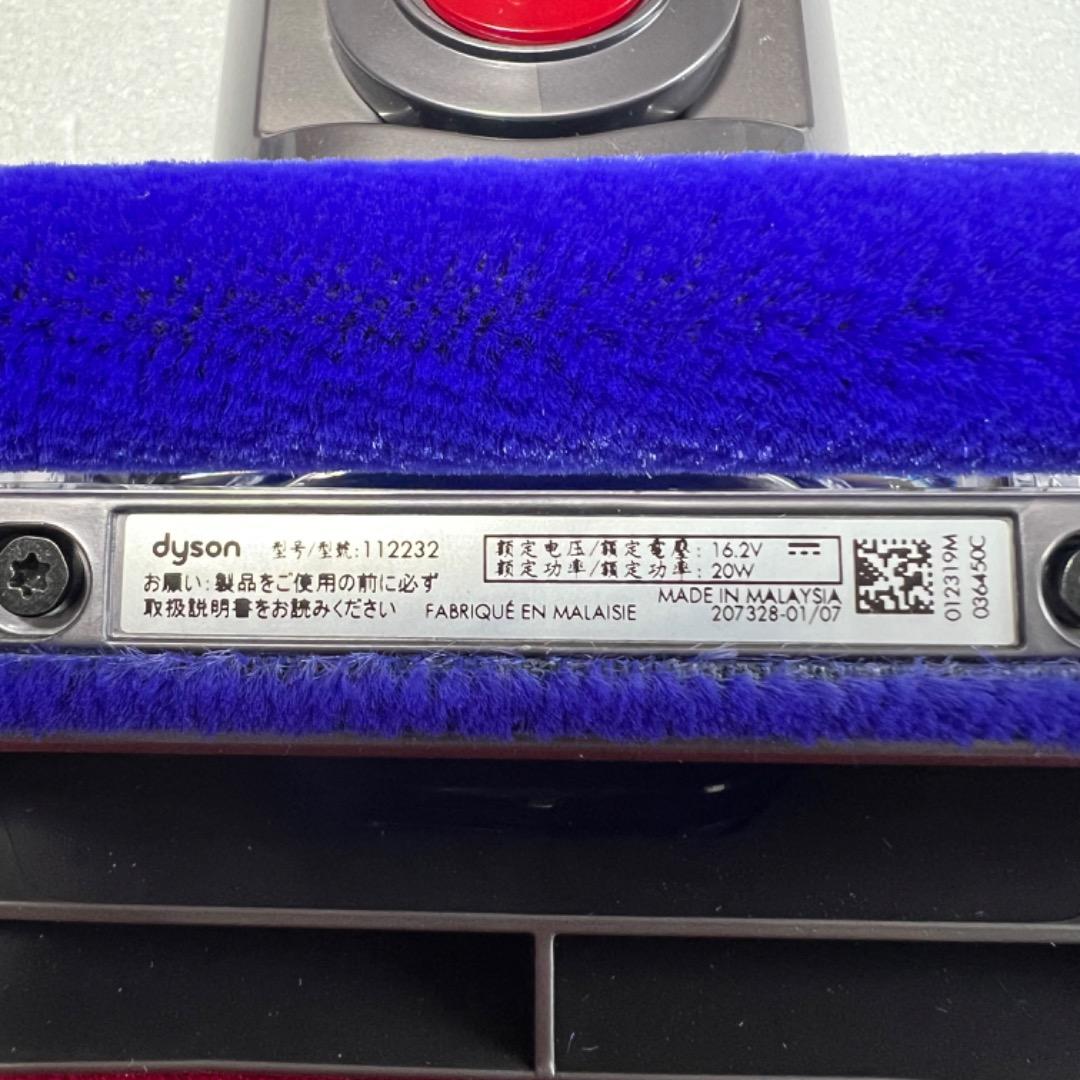 dyson 型号/型號:112232
お願い:製品をご使用の前に必ず
取扱説明書をお読みください
FABRIQUÉ EN MALAISIE
额定电压/額定電壓: 16.2V
额定功率/額定功率: 20W
MADE IN MALAYSIA
207328-01/07
012319M
03645OC